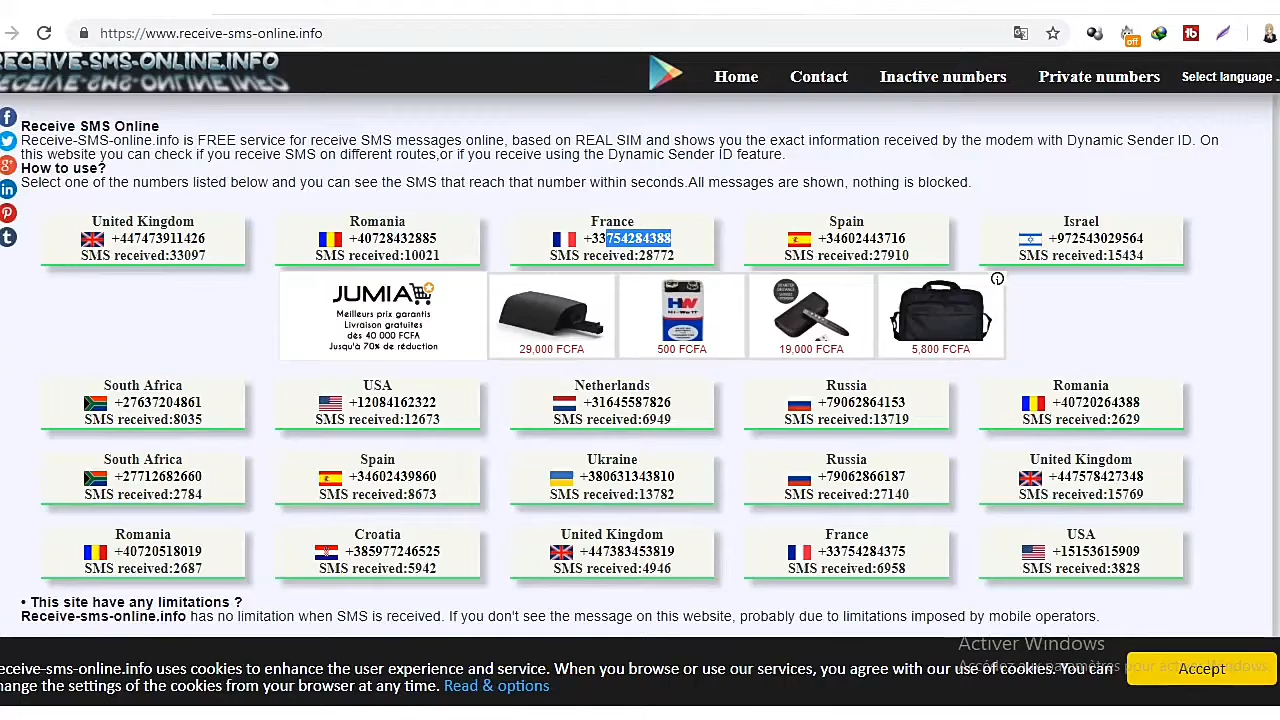 https://www.receive-sms-online.info
off
RECEIVE-SMS-ONLINE.INFO
Home Contact Inactive numbers Private numbers Select language
Receive SMS Online
Receive-SMS-online.info is FREE service for receive SMS messages online, based on REAL SIM and shows you the exact information received by the modem with Dynamic Sender ID. On
this website you can check if you receive SMS on different routes,or if you receive using the Dynamic Sender ID feature.
How to use?
Select one of the numbers listed below and you can see the SMS that reach that number within seconds.All messages are shown, nothing is blocked.
United Kingdom
+447473911426
SMS received:33097
Romania
+40728432885
SMS received:10021
France
+33754284388
SMS received:28772
Spain
+34602443716
SMS received:27910
Israel
+972543029564
SMS received:15434
JUMIA
Meilleurs prix garantis
Livraison gratuites
dès 40 000 FCFA
Jusqu'à 70% de réduction
29,000 FCFA
HW
HI-WATT
500 FCFA
19,000 FCFA
5,800 FCFA
South Africa
+27637204861
SMS received:8035
USA
+12084162322
SMS received:12673
Netherlands
+31645587826
SMS received:6949
Russia
+79062864153
SMS received:13719
Romania
+40720264388
SMS received:2629
South Africa
+27712682660
SMS received:2784
Spain
+34602439860
SMS received:8673
Ukraine
+380631343810
SMS received:13782
Russia
+79062866187
SMS received:27140
United Kingdom
+447578427348
SMS received:15769
Romania
+40720518019
SMS received:2687
Croatia
+385977246525
SMS received:5942
United Kingdom
+447383453819
SMS received:4946
France
+33754284375
SMS received:6958
USA
+15153615909
SMS received:3828
• This site have any limitations ?
Receive-sms-online.info has no limitation when SMS is received. If you don't see the message on this website, probably due to limitations imposed by mobile operators.
Activer Windows
Accédez aux paramètres pour activer Windows.
eceive-sms-online.info uses cookies to enhance the user experience and service. When you browse or use our services, you agree with our use of cookies. You can
hange the settings of the cookies from your browser at any time. Read & options
Accept